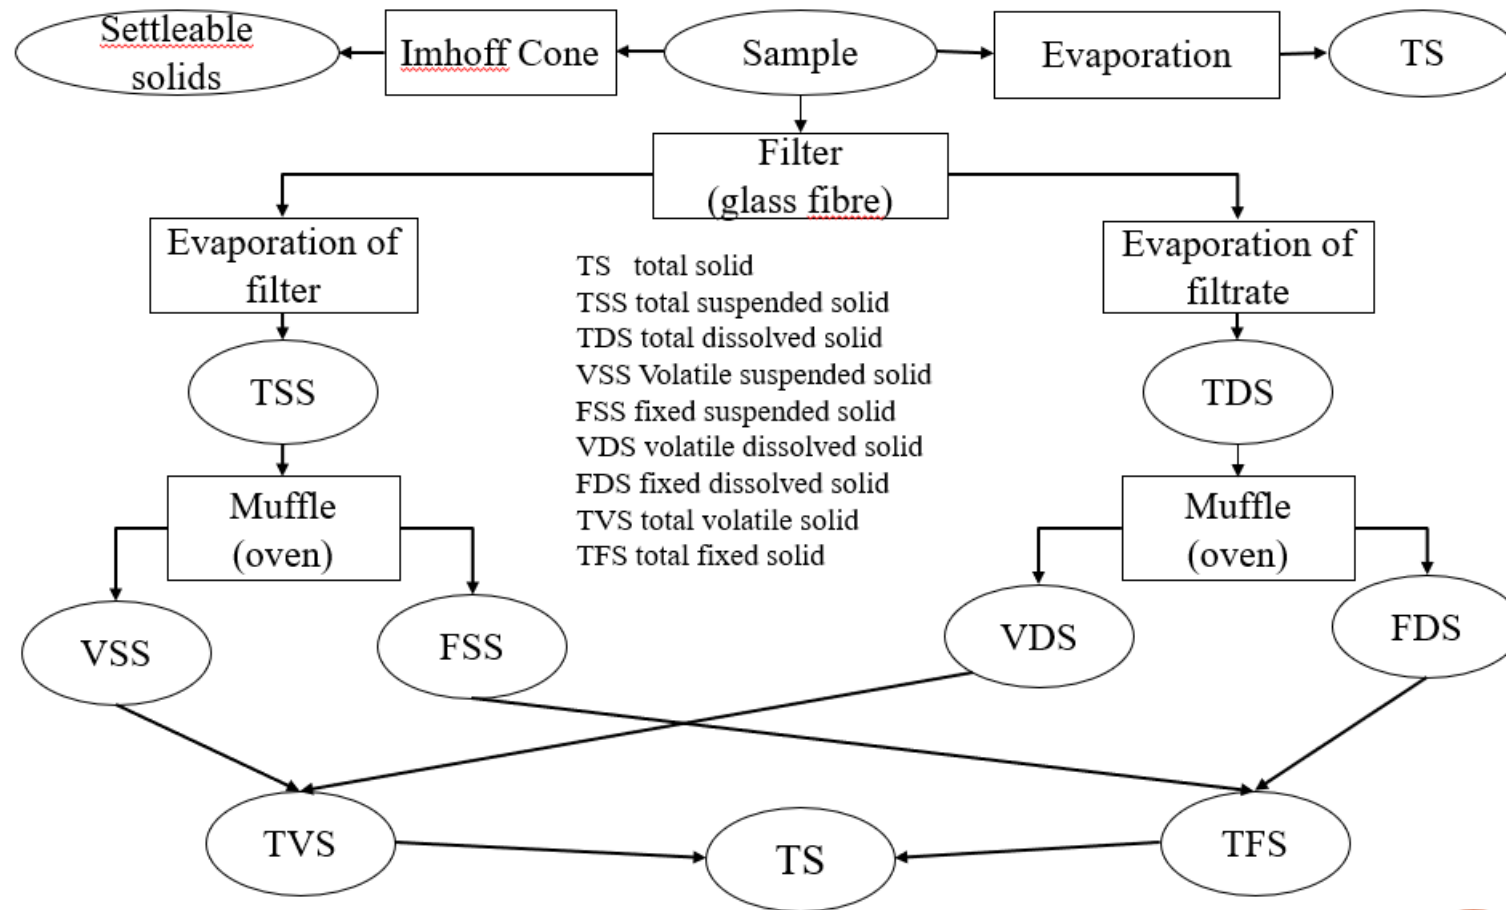 Settleable
solids
Imhoff Cone
Sample
Evaporation
TS
Filter
(glass fibre)
Evaporation of
filter
Evaporation of
filtrate
TS total solid
TSS total suspended solid
TDS total dissolved solid
VSS Volatile suspended solid
FSS fixed suspended solid
VDS volatile dissolved solid
FDS fixed dissolved solid
TVS total volatile solid
TFS total fixed solid
TSS
TDS
Muffle
(oven)
Muffle
(oven)
VSS
FSS
VDS
FDS
TVS
TS
TFS